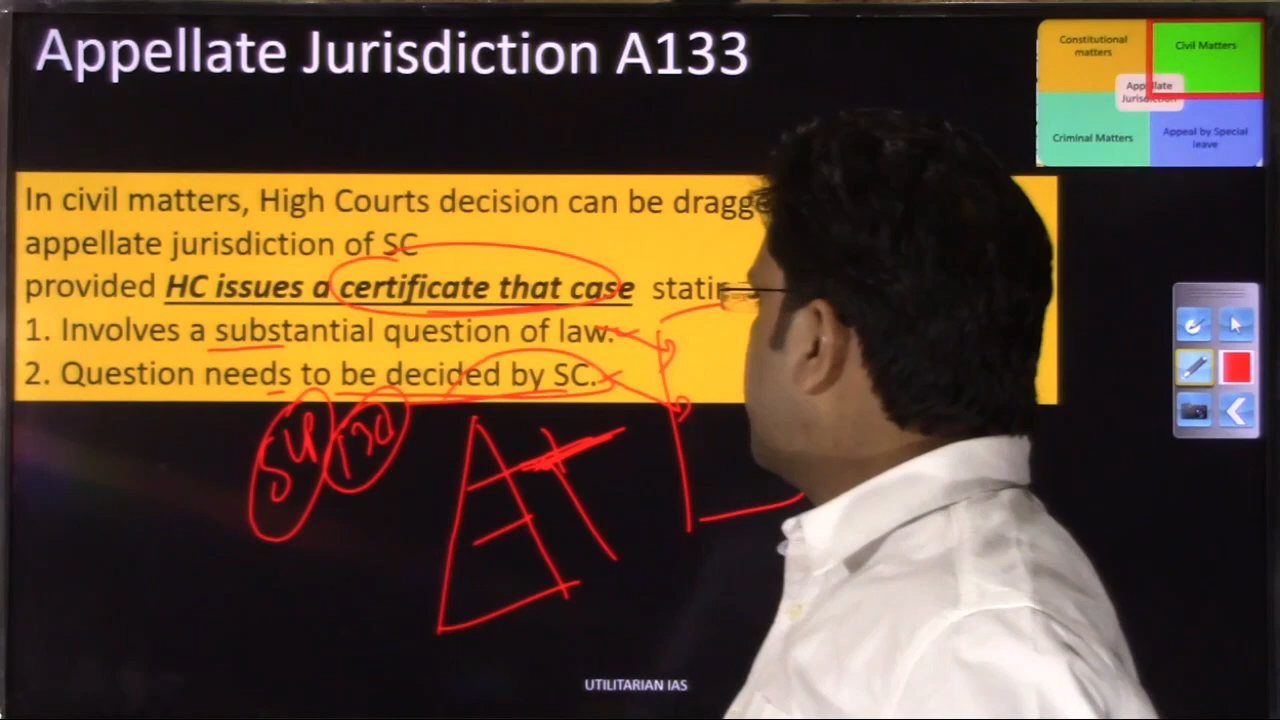 Appellate Jurisdiction A133
Constitutional matters
Civil Matters
Appellate Jurisdiction
Criminal Matters
Appeal by Special leave
In civil matters, High Courts decision can be
appellate jurisdiction of SC
provided HC issues a certificate that case
1. Involves a substantial question of law.
2. Question needs to be decided by SC.
UTILITARIAN IAS